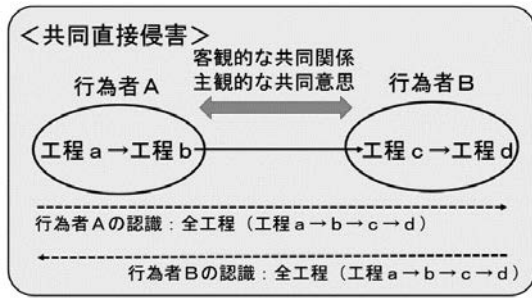 ＜共同直接侵害＞
客観的な共同関係
行為者Ａ 主観的な共同意思 行為者Ｂ
工程ａ→工程ｂ 工程ｃ→工程ｄ
行為者Ａの認識：全工程（工程ａ→ｂ→ｃ→ｄ）
行為者Ｂの認識：全工程（工程ａ→ｂ→ｃ→ｄ）